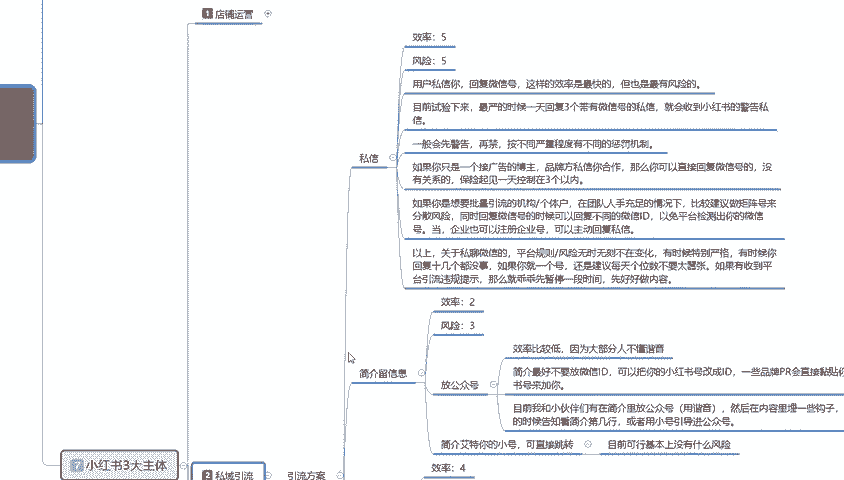 1 店铺运营
效率：5
风险：5
用户私信你，回复微信号，这样的效率是最快的，但也是最有风险的。
目前试验下来，最严的时候一天回复3个带有微信号的私信，就会收到小红书的警告私
信。
一般会先警告，再禁，按不同严重程度有不同的惩罚机制。
私信
如果你只是一个接广告的博主，品牌方私信你合作，那么你可以直接回复微信号的，没
有关系的，保险起见一天控制在3个以内。
如果你是想要批量引流的机构/个体户，在团队人手充足的情况下，比较建议做矩阵号来
分散风险，同时回复微信号的时候可以回复不同的微信ID，以免平台检测出你的微信
号。当，企业也可以注册企业号，可以主动回复私信。
以上，关于私聊微信的，平台规则/风险无时无刻不在变化，有时候特别严格，有时候你
回复十几个都没事，如果你就一个号，还是建议每天个位数不要太嚣张。如果有收到平
台引流违规提示，那么就乖乖先暂停一段时间，先好好做内容。
效率：2
风险：3
简介留信息
效率比较低，因为大部分人不懂谐音
放公众号
简介最好不要放微信ID，可以把你的小红书号改成ID，一些品牌PR会直接黏贴你
书号来加你。
目前我和小伙伴们有在简介里放公众号（用谐音），然后在内容里埋一些钩子，
的时候告知看简介第几行，或者用小号引导进公众号。
简介艾特你的小号，可直接跳转
目前可行基本上没有什么风险
小红书3大主体
2 私域引流
引流方案
效率：4